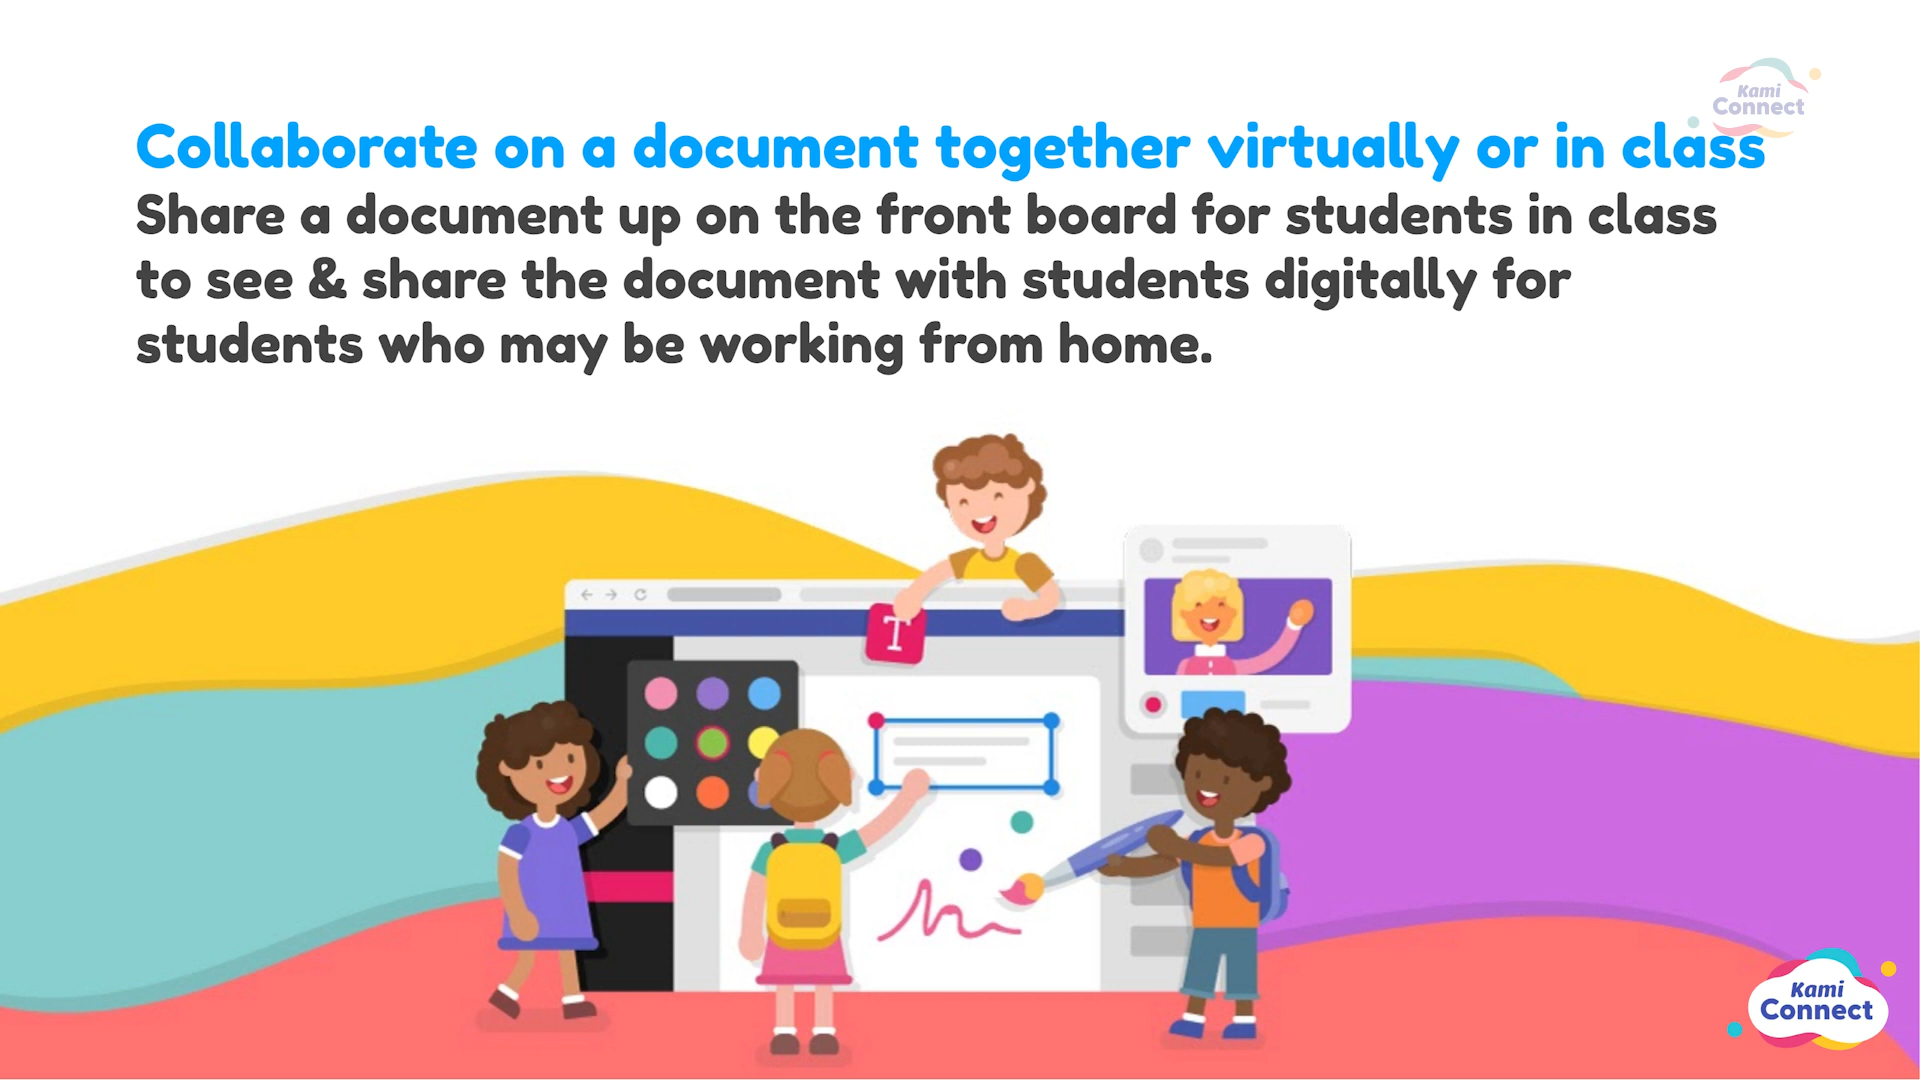 Kami
Connect
Collaborate on a document together virtually or in class
Share a document up on the front board for students in class
to see & share the document with students digitally for
students who may be working from home.
T
Kami
Connect